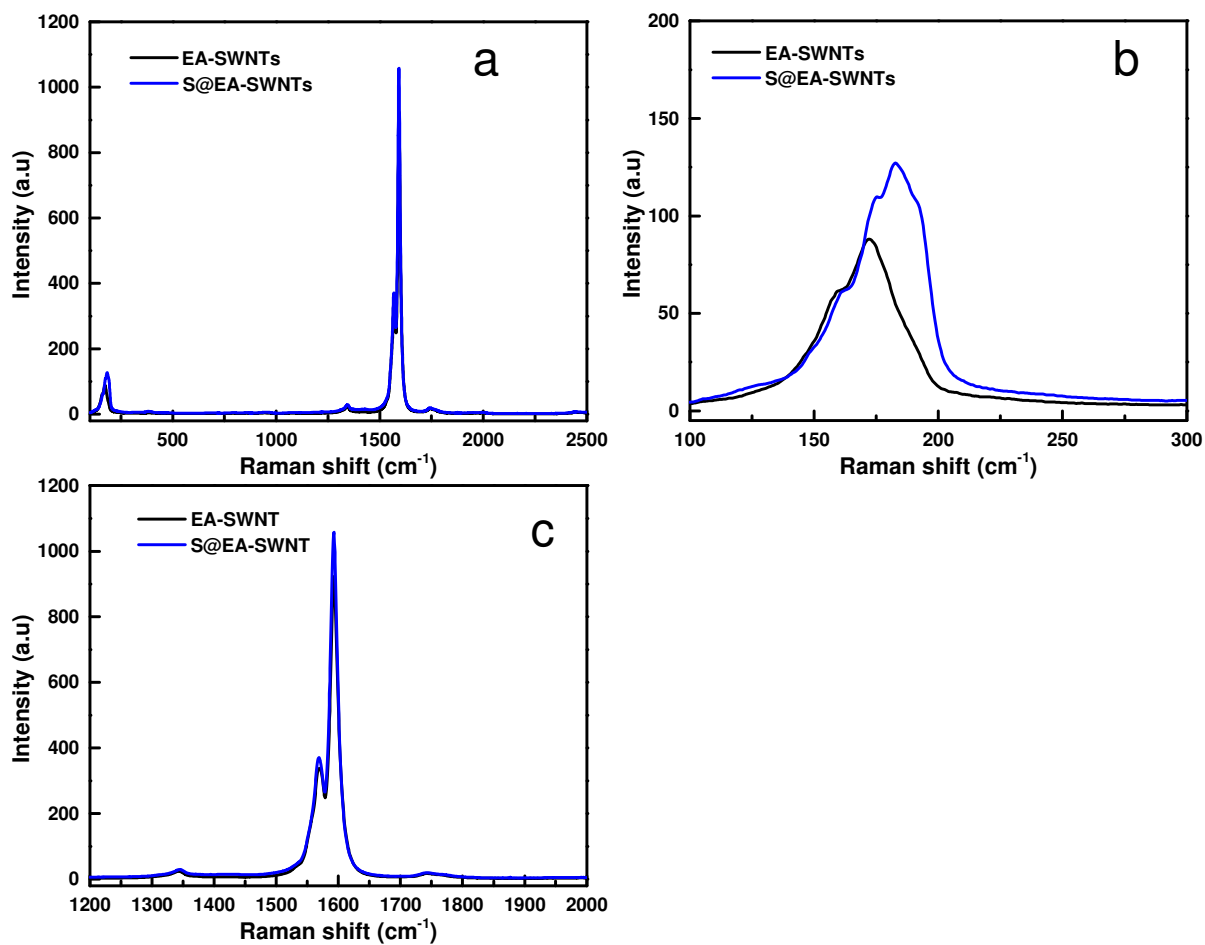 1200
1000
800
600
400
200
0
Intensity (a.u)
EA-SWNTs
S@EA-SWNTs
a
500
1000
1500
2000
2500
Raman shift (cm⁻¹)
200
150
100
50
0
Intensity (a.u)
EA-SWNTs
S@EA-SWNTs
b
100
150
200
250
300
Raman shift (cm⁻¹)
1200
1000
800
600
400
200
0
Intensity (a.u)
EA-SWNT
S@EA-SWNT
c
1200
1300
1400
1500
1600
1700
1800
1900
2000
Raman shift (cm⁻¹)